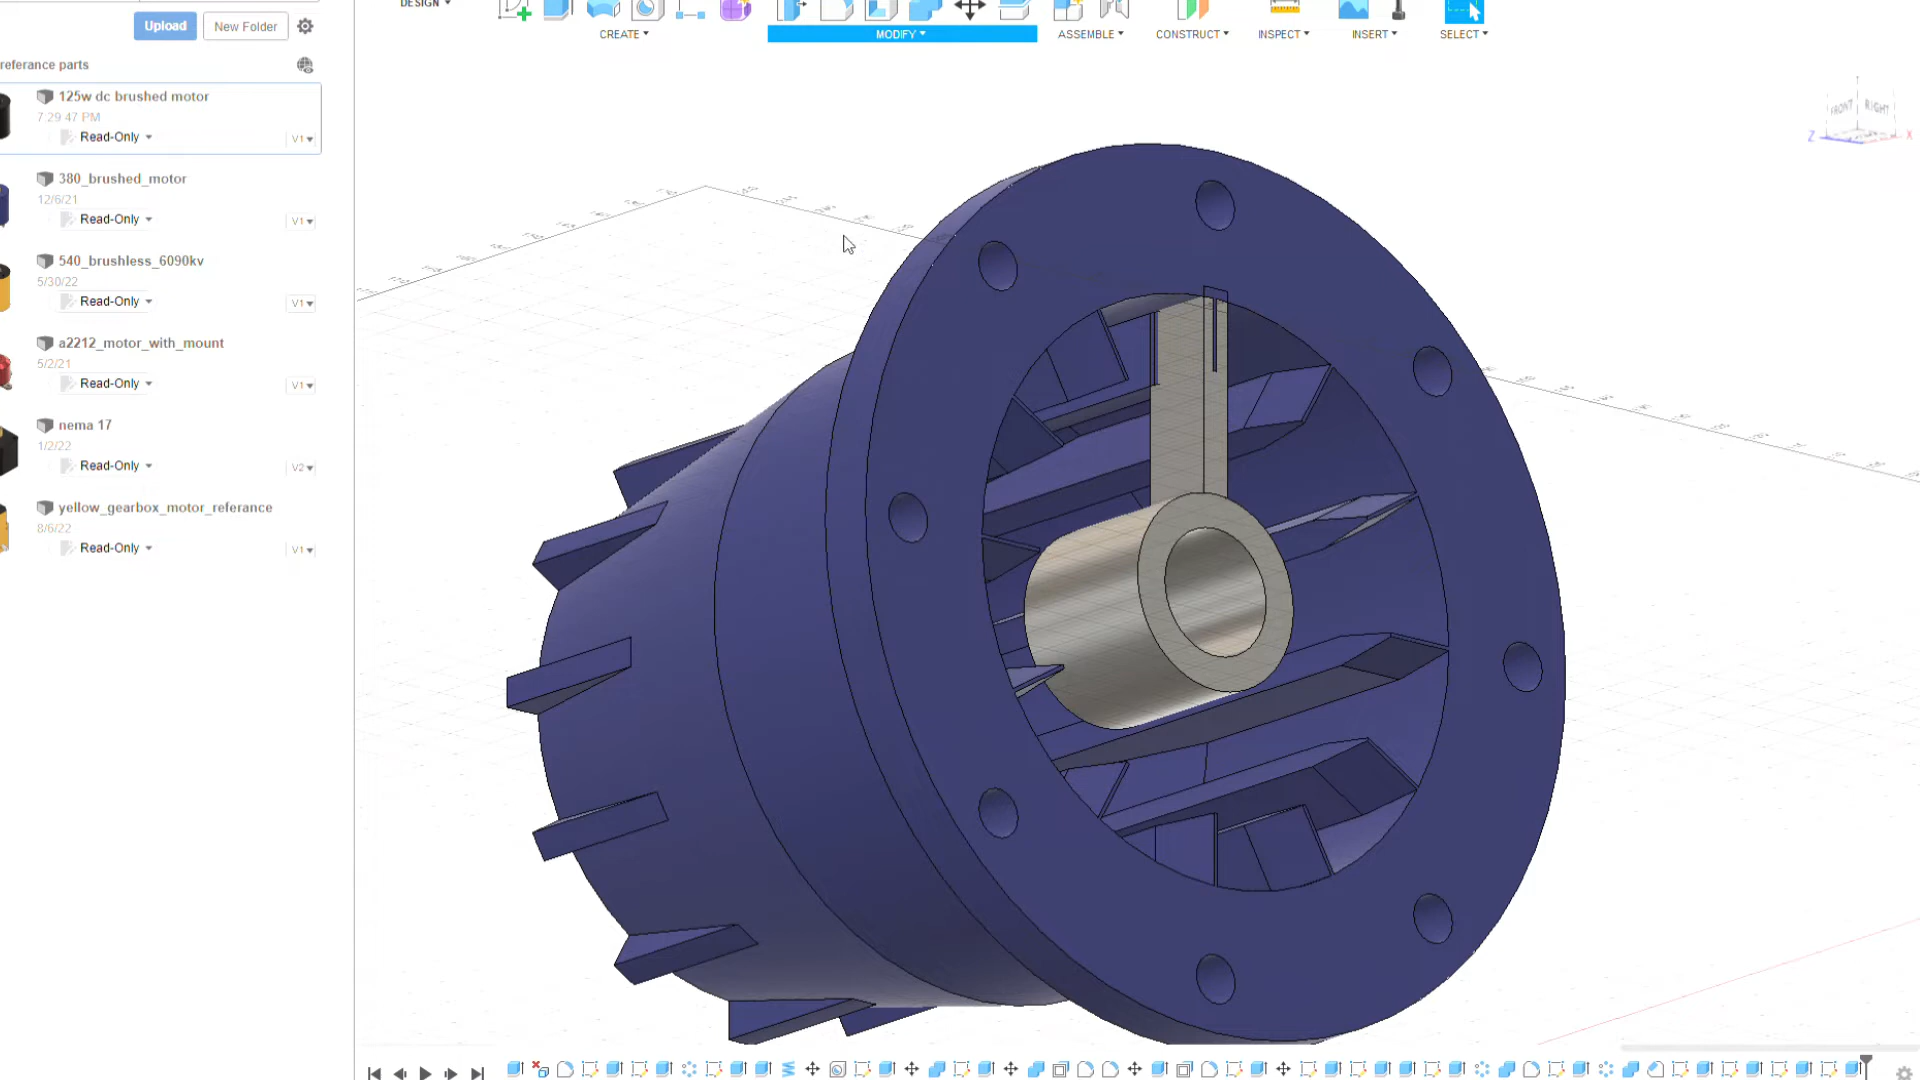 DESIGN
CREATE
MODIFY
ASSEMBLE
CONSTRUCT
INSPECT
INSERT
SELECT
Upload
New Folder
referance parts
125w dc brushed motor
7 29 47 PM
Read-Only
V1
380_brushed_motor
12/6/21
Read-Only
V1
540_brushless_6090kv
5/30/22
Read-Only
V1
a2212_motor_with_mount
5/2/21
Read-Only
V1
nema 17
1/2/22
Read-Only
V2
yellow_gearbox_motor_referance
8/6/22
Read-Only
V1
FRONT
RIGHT
Z
X